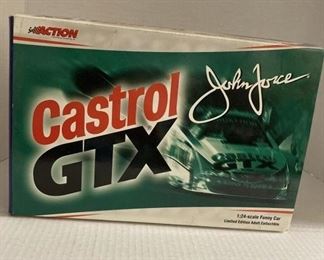 ACTION
John Force
Castrol
GTX
1:24-scale Funny Car
Limited Edition Adult Collectible